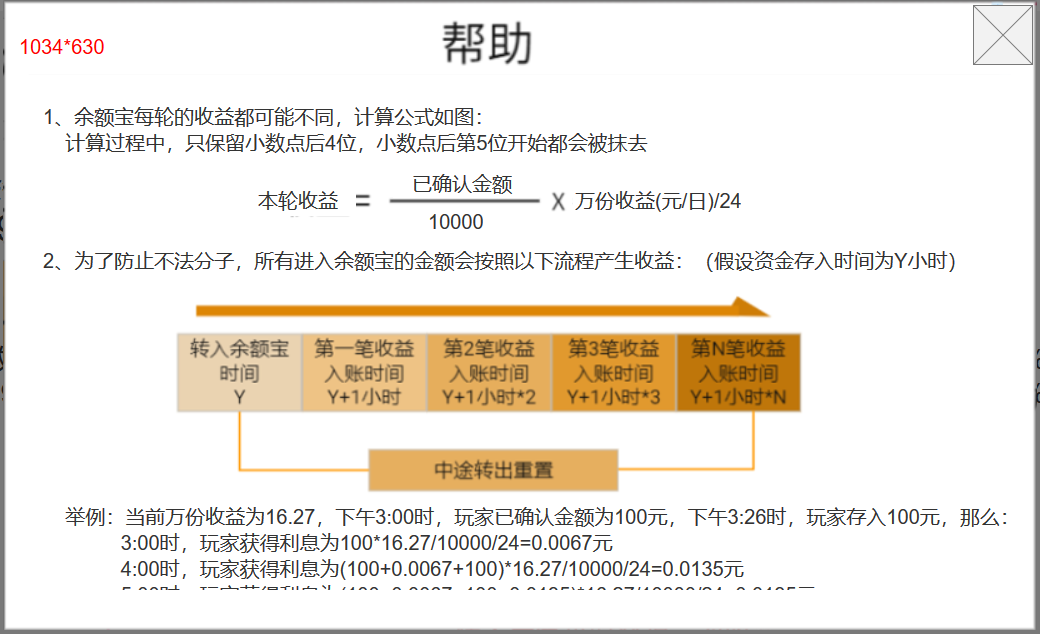 1034*630
帮助
1、余额宝每轮的收益都可能不同，计算公式如图：
计算过程中，只保留小数点后4位，小数点后第5位开始都会被抹去
本轮收益 = 已确认金额 X 万份收益(元/日)/24
10000
2、为了防止不法分子，所有进入余额宝的金额会按照以下流程产生收益：（假设资金存入时间为Y小时）
转入余额宝 第一笔收益 第2笔收益 第3笔收益 第N笔收益
时间 入账时间 入账时间 入账时间 入账时间
Y Y+1小时 Y+1小时*2 Y+1小时*3 Y+1小时*N
中途转出重置
举例：当前万份收益为16.27，下午3:00时，玩家已确认金额为100元，下午3:26时，玩家存入100元，那么：
3:00时，玩家获得利息为100*16.27/10000/24=0.0067元
4:00时，玩家获得利息为(100+0.0067+100)*16.27/10000/24=0.0135元